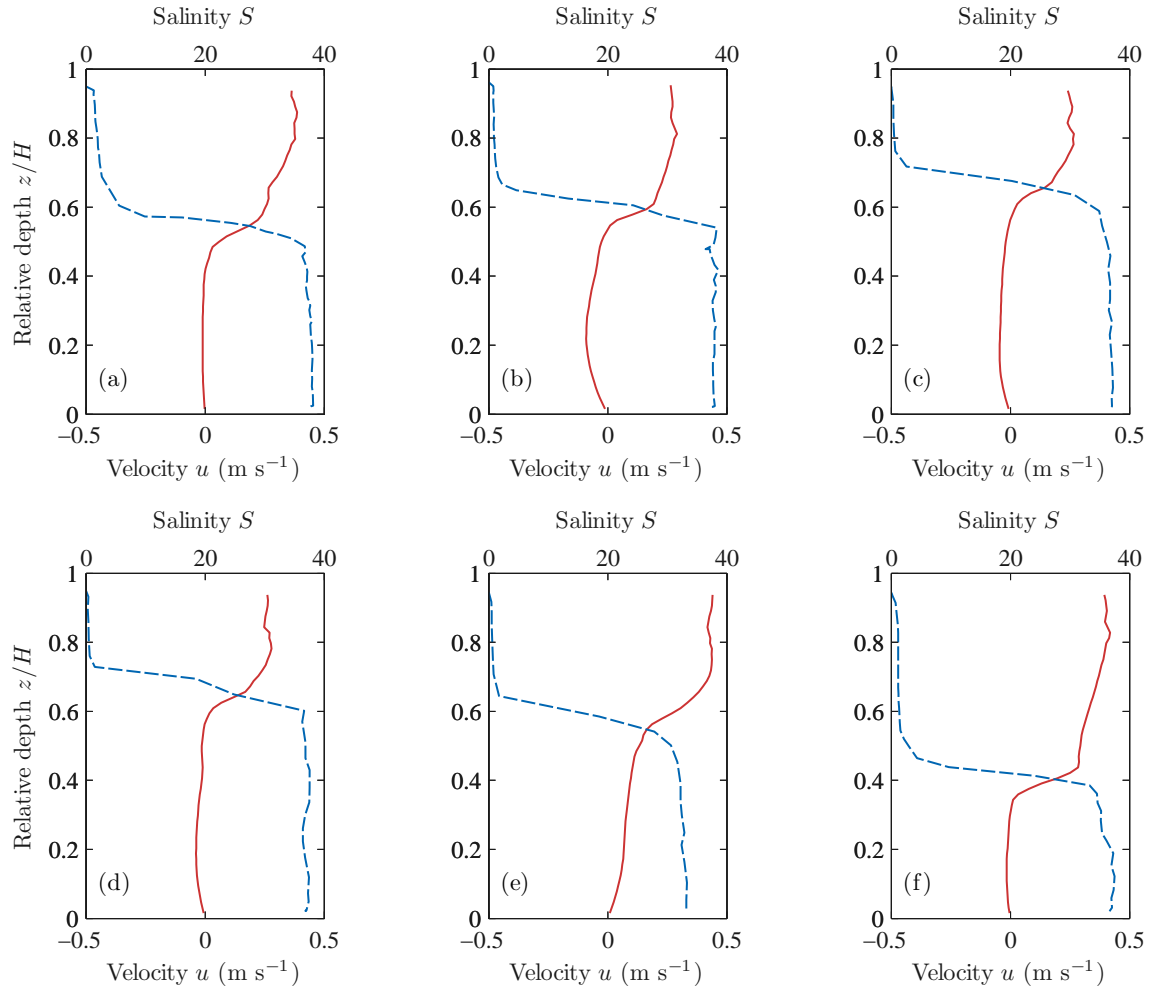 Salinity S Salinity S Salinity S
0 20 40 0 20 40 0 20 40
1 1 1
0.8 0.8 0.8
0.6 0.6 0.6
Relative depth z/H
0.4 0.4 0.4
0.2 0.2 0.2
(a) (b) (c)
0 0 0
−0.5 0 0.5 −0.5 0 0.5 −0.5 0 0.5
Velocity u (m s⁻¹) Velocity u (m s⁻¹) Velocity u (m s⁻¹)
Salinity S Salinity S Salinity S
0 20 40 0 20 40 0 20 40
1 1 1
0.8 0.8 0.8
0.6 0.6 0.6
Relative depth z/H
0.4 0.4 0.4
0.2 0.2 0.2
(d) (e) (f)
0 0 0
−0.5 0 0.5 −0.5 0 0.5 −0.5 0 0.5
Velocity u (m s⁻¹) Velocity u (m s⁻¹) Velocity u (m s⁻¹)